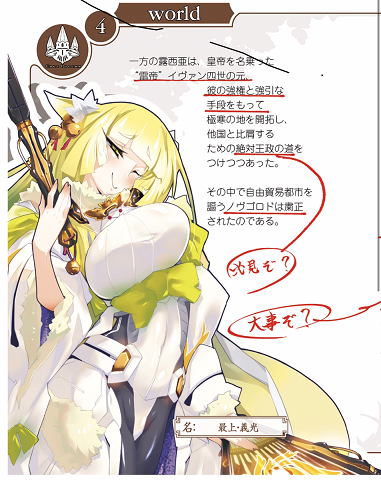 4
world
一方の露西亜は、皇帝を名乗った
“雷帝”イヴァン四世の元、
彼の強権と強引な
手段をもって
極寒の地を開拓し、
他国と比肩する
ための絶対王政の道を
つけつつあった。
その中で自由貿易都市を
謳うノヴゴロドは粛正
されたのである。
必見ぞ？
大事ぞ？
名： 最上・義光